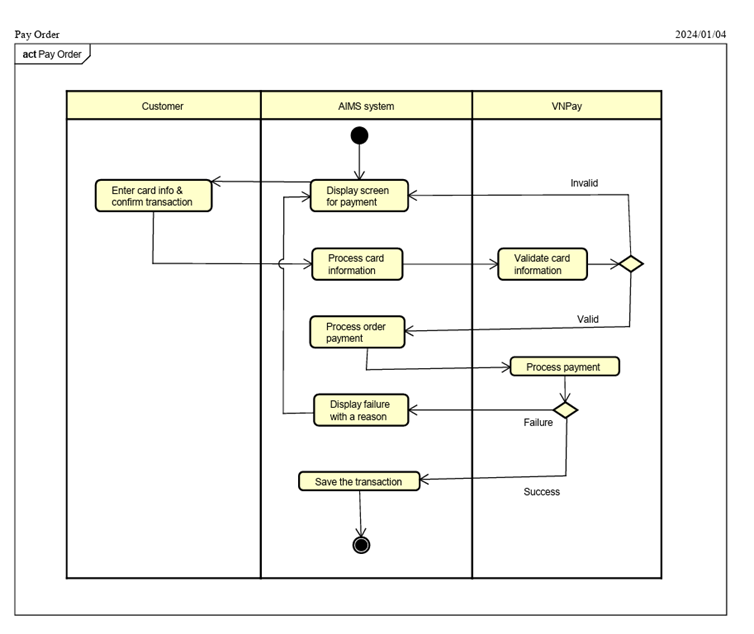 Pay Order
2024/01/04
act Pay Order
Customer
AIMS system
VNPay
Enter card info &
confirm transaction
Display screen
for payment
Invalid
Process card
information
Validate card
information
Process order
payment
Valid
Process payment
Display failure
with a reason
Failure
Save the transaction
Success